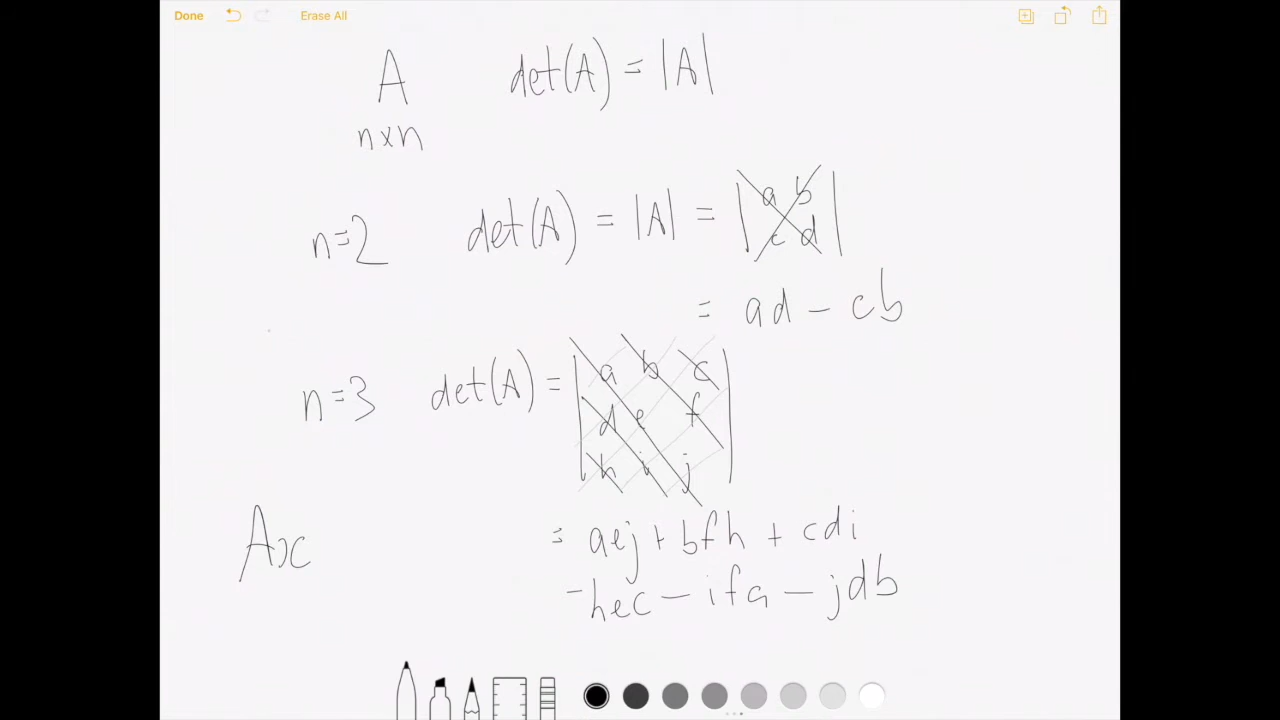 Done Erase All
A det(A) = |A|
n×n
n=2 det(A) = |A| = |a b
c d|
= ad - cb
n=3 det(A) = |a b c
d e f
h i j|
Ax = aej + bfh + cdi
-hec - ifa - jdb